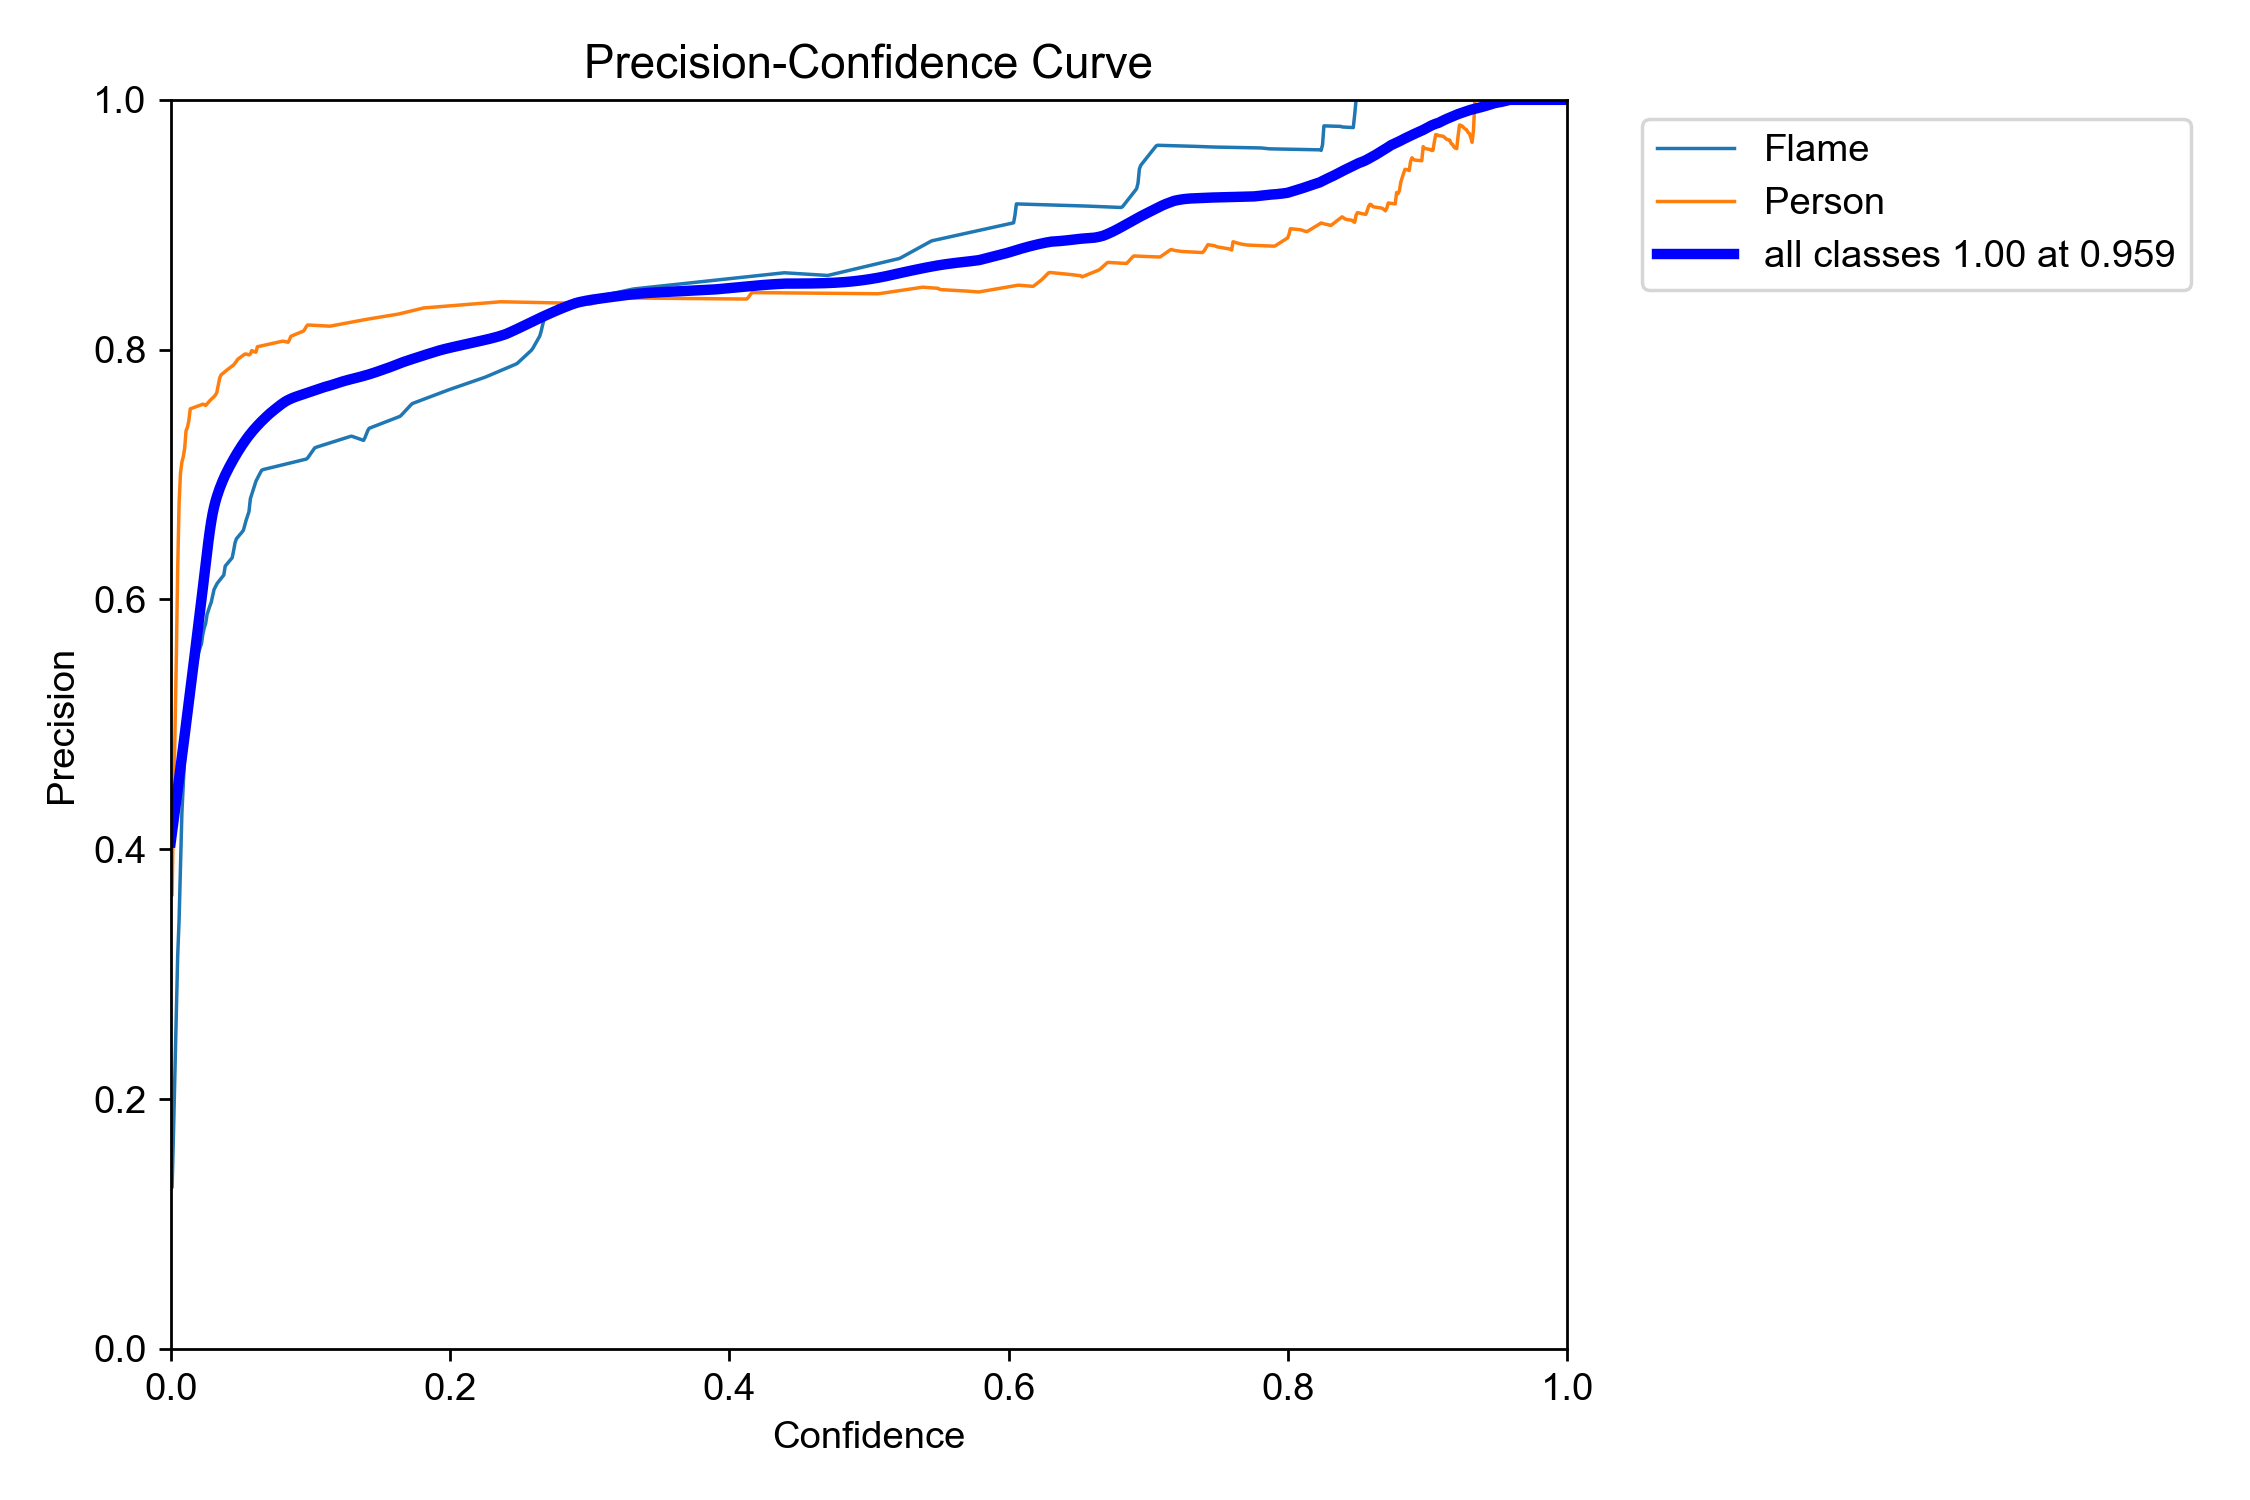 Precision-Confidence Curve
1.0
0.8
0.6
0.4
0.2
0.0
Precision
0.0 0.2 0.4 0.6 0.8 1.0
Confidence
Flame
Person
all classes 1.00 at 0.959